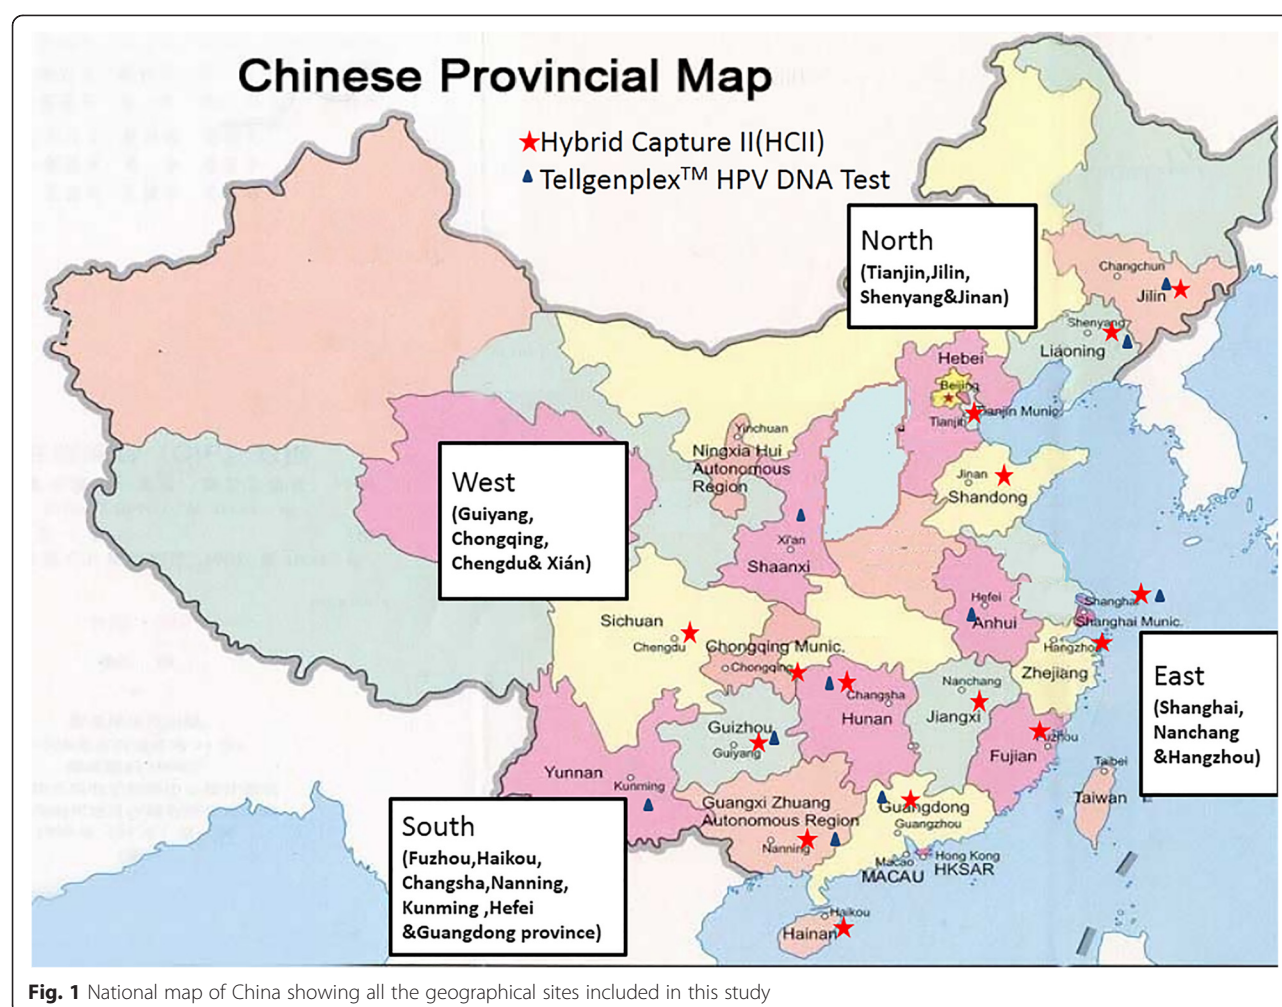 Chinese Provincial Map
Hybrid Capture II(HCII)
Tellgenplex™ HPV DNA Test
North
(Tianjin,Jilin,
Shenyang&Jinan)
Changchun
Jilin
Shenyang
Liaoning
Hebei
Beijing
Tianjin Munic.
Tianjin
Yinchuan
Ningxia Hui
Autonomous
Region
Jinan
Shandong
West
(Guiyang,
Chongqing,
Chengdu& Xián)
Xi'an
Shaanxi
Hefei
Anhui
Shanghai
Shanghai Munic.
Sichuan
Chengdu
Chongqing Munic.
Chongqing
Hangzhou
Zhejiang
East
(Shanghai,
Nanchang
&Hangzhou)
Nanchang
Jiangxi
Changsha
Hunan
Guizhou
Guiyang
Fuzhou
Fujian
Yunnan
Kunming
Taibei
Taiwan
Guangxi Zhuang
Autonomous Region
Nanning
Guangdong
Guangzhou
Macao
MACAU
Hong Kong
HKSAR
South
(Fuzhou,Haikou,
Changsha,Nanning,
Kunming ,Hefei
&Guangdong province)
Haikou
Hainan
Fig. 1 National map of China showing all the geographical sites included in this study